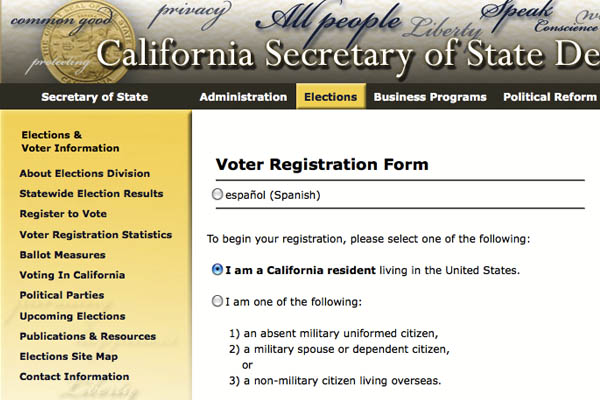 common good
privacy
All people
Liberty
Speak
Conscience
protecting
California Secretary of State De
Secretary of State
Administration
Elections
Business Programs
Political Reform
Elections &
Voter Information
About Elections Division
Statewide Election Results
Register to Vote
Voter Registration Statistics
Ballot Measures
Voting In California
Political Parties
Upcoming Elections
Publications & Resources
Elections Site Map
Contact Information
Liberty
Voter Registration Form
español (Spanish)
To begin your registration, please select one of the following:
I am a California resident living in the United States.
I am one of the following:
1) an absent military uniformed citizen,
2) a military spouse or dependent citizen,
or
3) a non-military citizen living overseas.